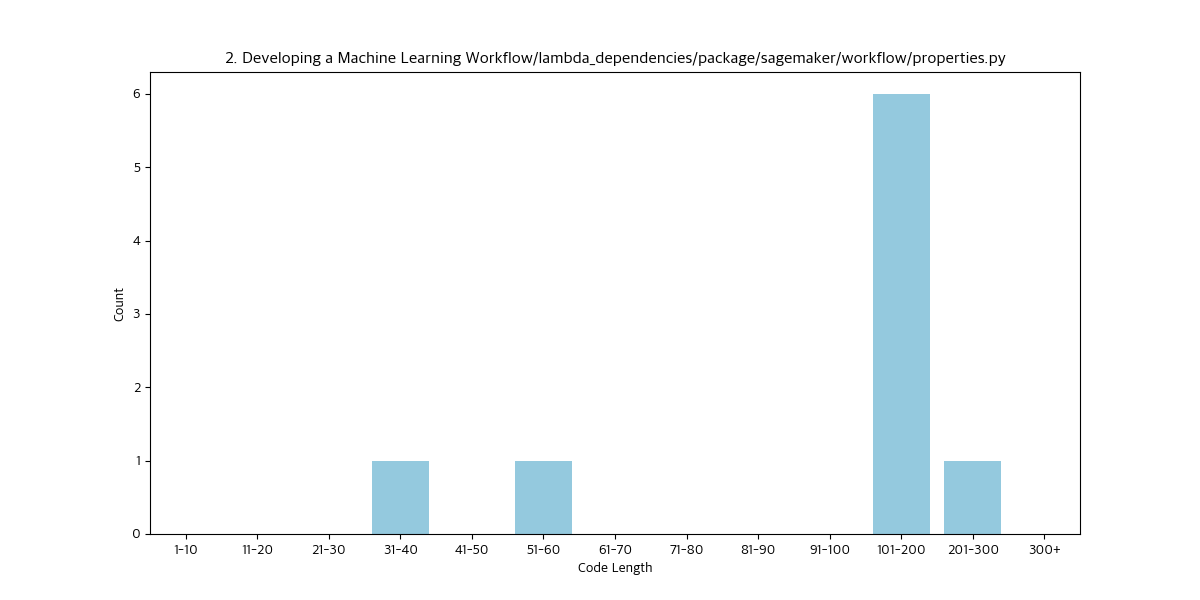 2. Developing a Machine Learning Workflow/lambda_dependencies/package/sagemaker/workflow/properties.py
6
5
4
3
2
1
0
Count
1-10 11-20 21-30 31-40 41-50 51-60 61-70 71-80 81-90 91-100 101-200 201-300 300+
Code Length